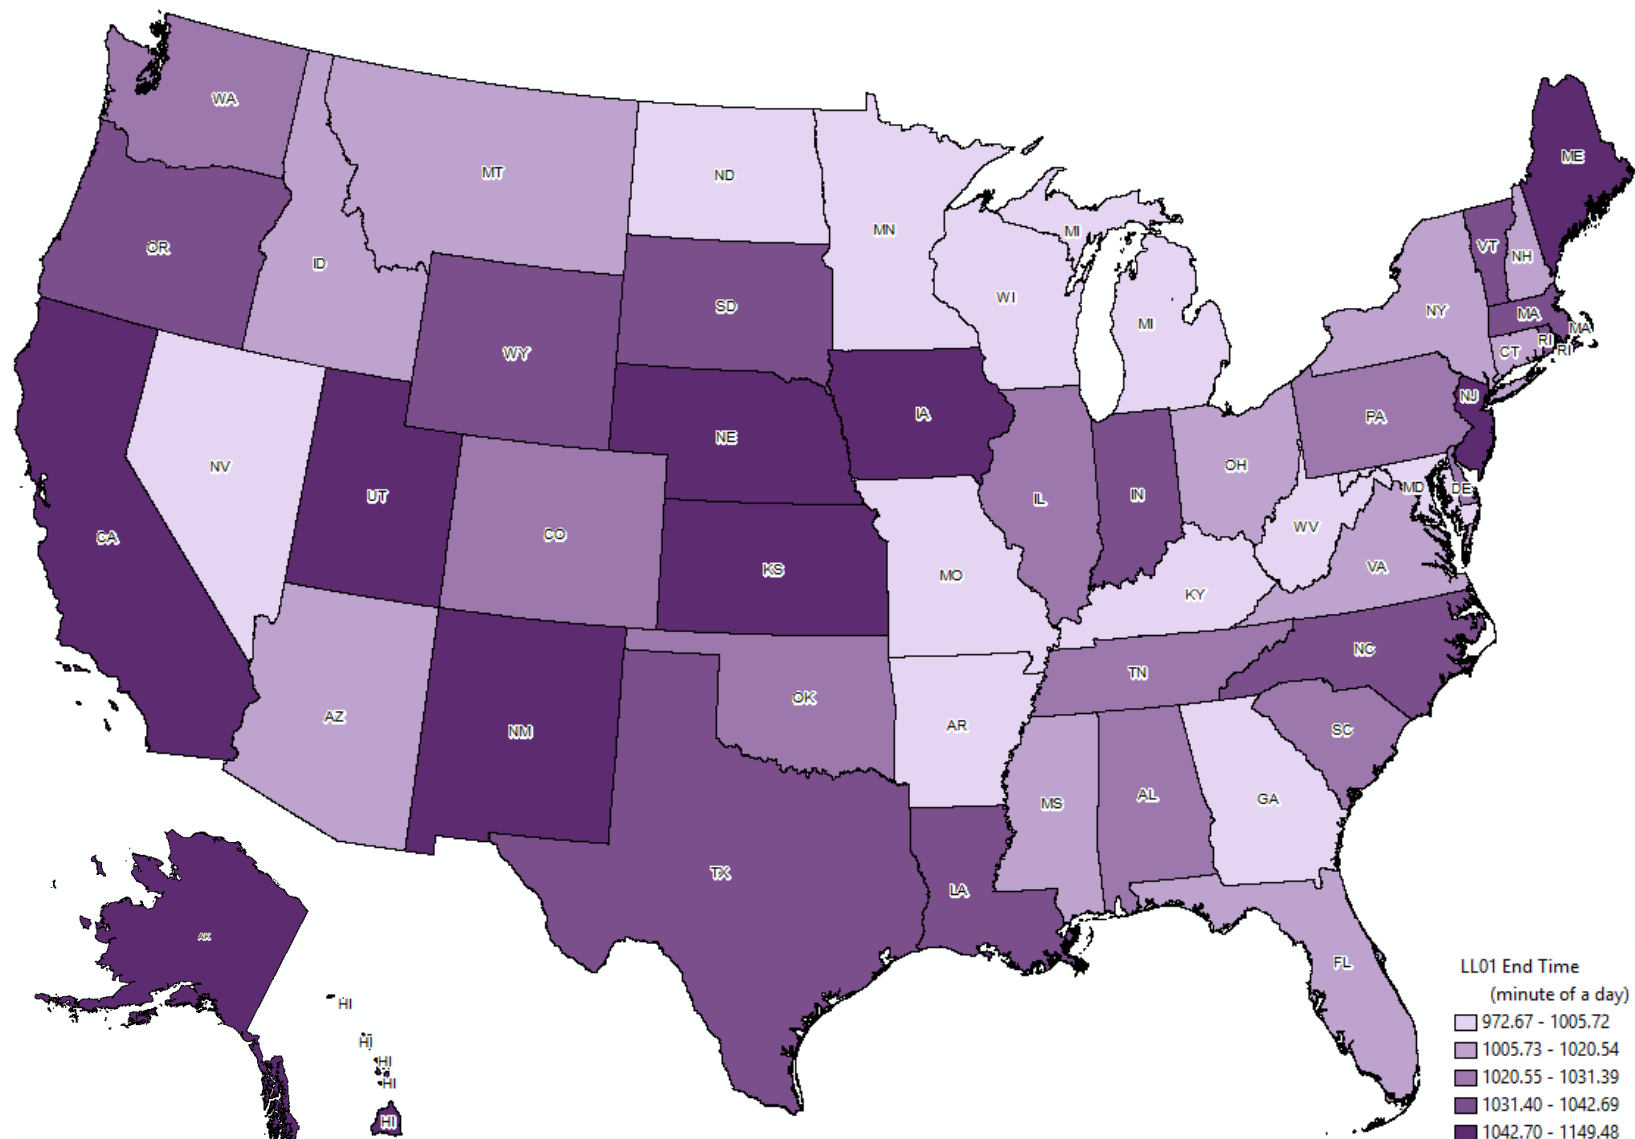 WA
ME
MT
ND
MN
MI
OR
ID
VT
NH
WI
SD
NY
MA
MA
MI
WY
RI
RI
CT
NJ
IA
PA
NE
NV
OH
MD
DE
UT
IL
IN
WV
CA
CO
KS
MO
VA
KY
NC
TN
OK
AZ
NM
AR
SC
MS
AL
GA
TX
LA
AK
FL
HI
HI
HI
HI
HI
LL01 End Time
(minute of a day)
972.67 - 1005.72
1005.73 - 1020.54
1020.55 - 1031.39
1031.40 - 1042.69
1042.70 - 1149.48